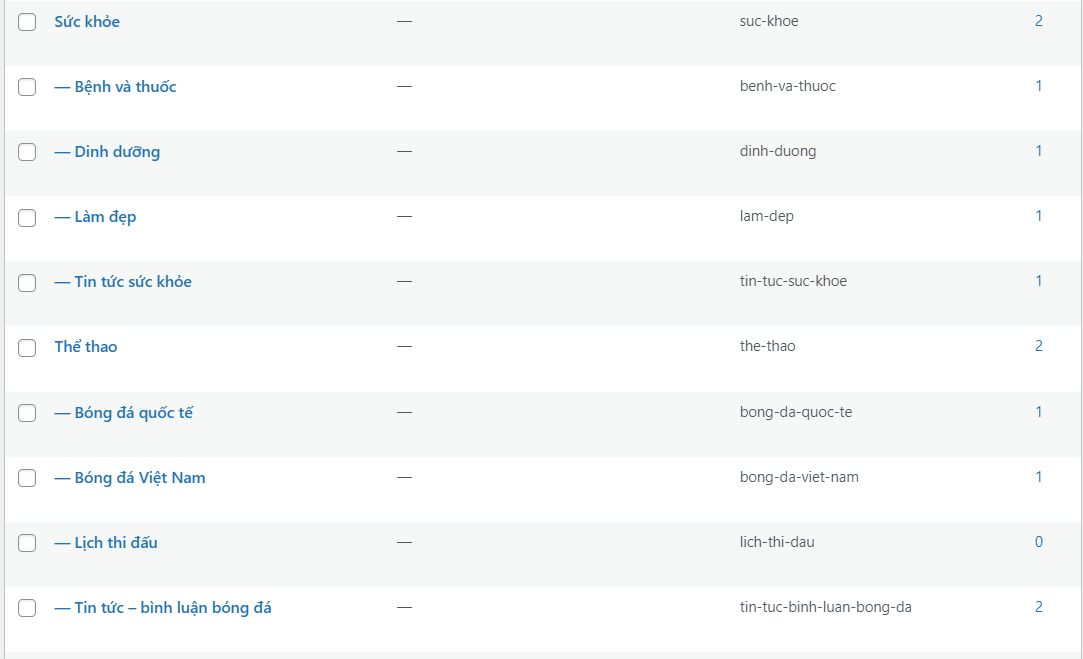 Sức khỏe — suc-khoe 2
— Bệnh và thuốc — benh-va-thuoc 1
— Dinh dưỡng — dinh-duong 1
— Làm đẹp — lam-dep 1
— Tin tức sức khỏe — tin-tuc-suc-khoe 1
Thể thao — the-thao 2
— Bóng đá quốc tế — bong-da-quoc-te 1
— Bóng đá Việt Nam — bong-da-viet-nam 1
— Lịch thi đấu — lich-thi-dau 0
— Tin tức – bình luận bóng đá — tin-tuc-binh-luan-bong-da 2